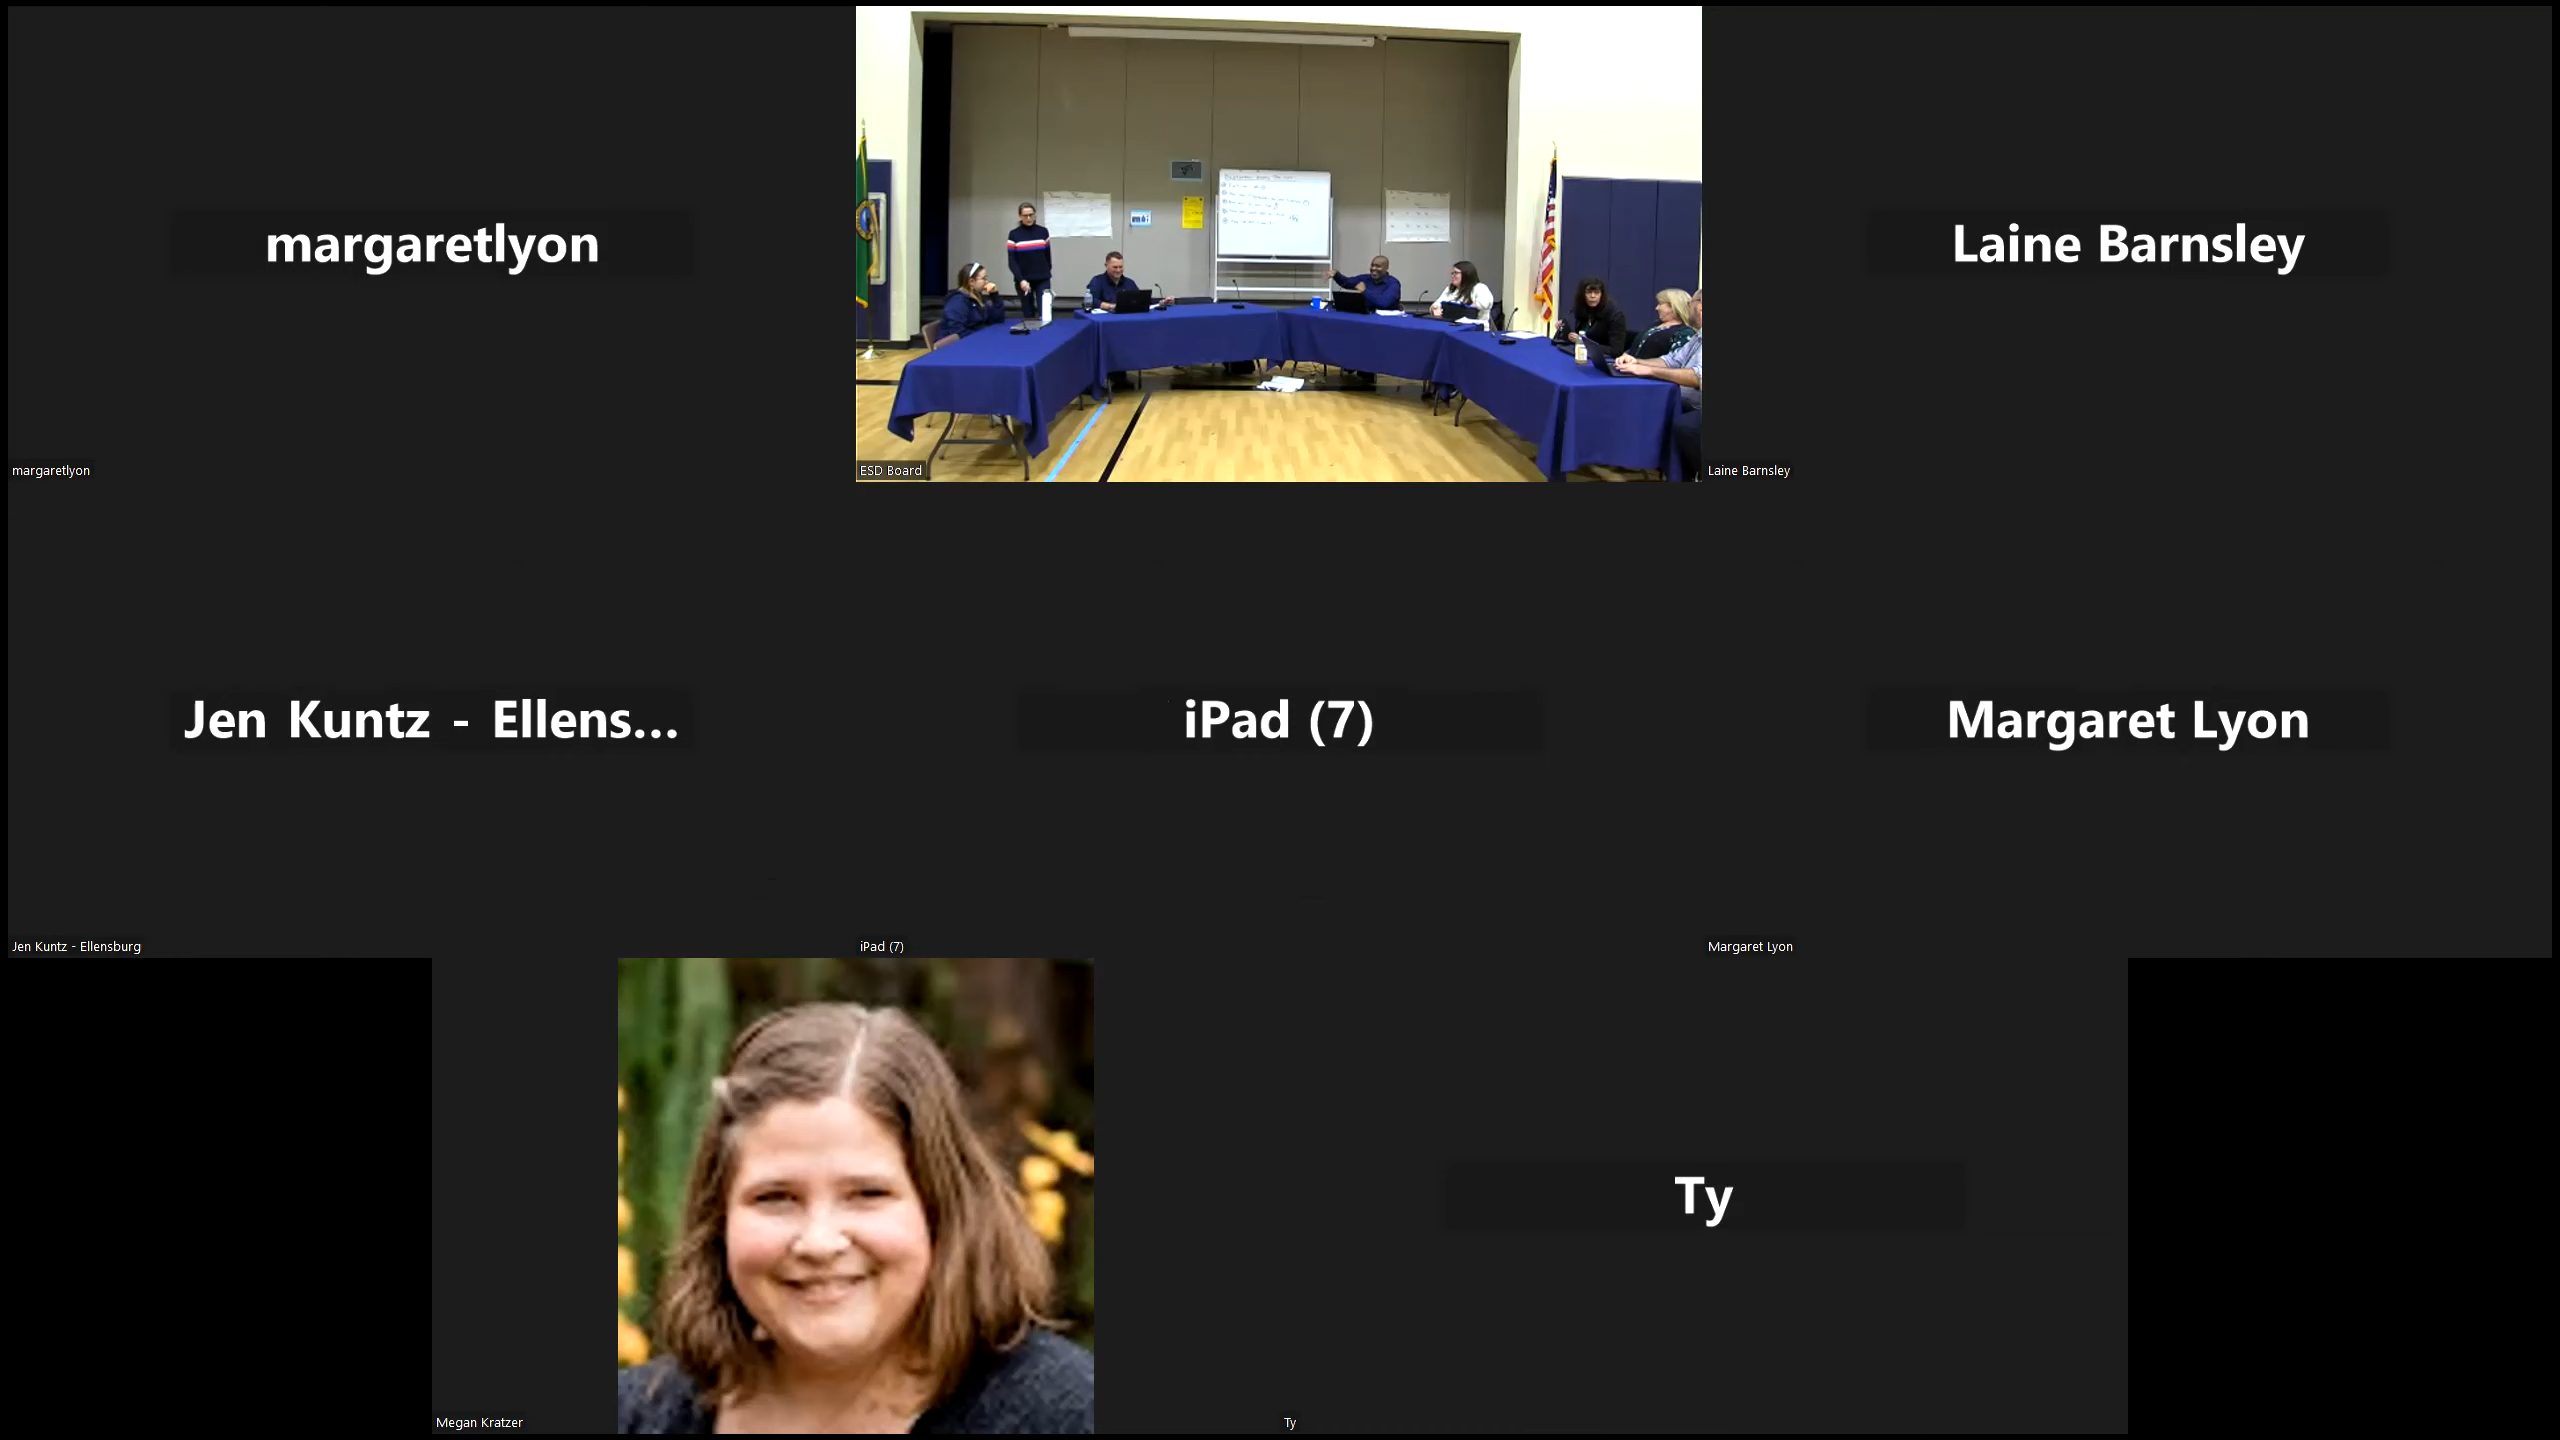 margaretlyon
margaretlyon
ESD Board
Laine Barnsley
Laine Barnsley
Jen Kuntz - Ellens...
Jen Kuntz - Ellensburg
iPad (7)
iPad (7)
Margaret Lyon
Margaret Lyon
Megan Kratzer
Ty
Ty